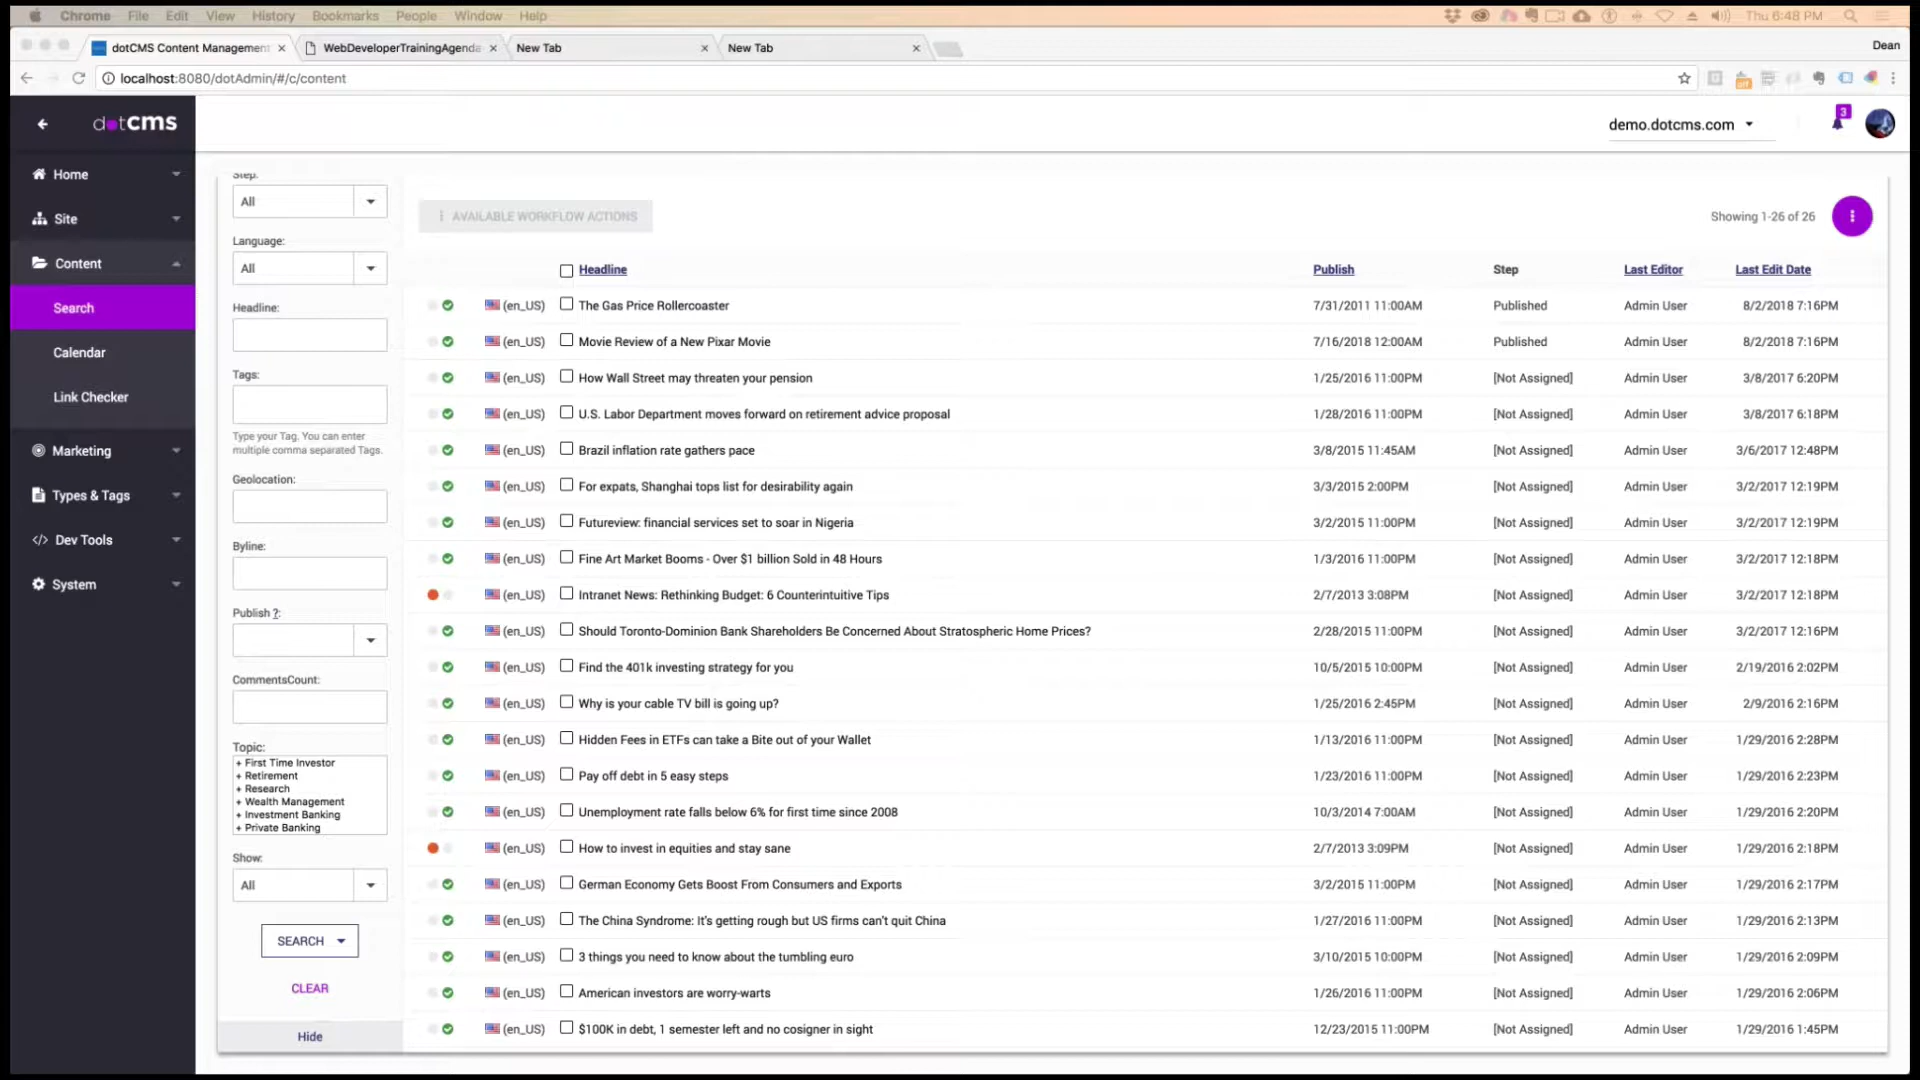 Chrome File Edit View History Bookmarks People Window Help Thu 6:48 PM
dotCMS Content Management WebDeveloperTrainingAgenda New Tab New Tab Dean
localhost:8080/dotAdmin/#/c/content
dotCMS
demo.dotcms.com
3
Home
Site
Content
Search
Calendar
Link Checker
Marketing
Types & Tags
Dev Tools
System
Step:
All
Language:
All
Headline:
Tags:
Type your Tag. You can enter
multiple comma separated Tags.
Geolocation:
Byline:
Publish ?:
CommentsCount:
Topic:
+ First Time Investor
+ Retirement
+ Research
+ Wealth Management
+ Investment Banking
+ Private Banking
Show:
All
SEARCH
CLEAR
Hide
AVAILABLE WORKFLOW ACTIONS
Showing 1-26 of 26
Headline Publish Step Last Editor Last Edit Date
(en_US) The Gas Price Rollercoaster 7/31/2011 11:00AM Published Admin User 8/2/2018 7:16PM
(en_US) Movie Review of a New Pixar Movie 7/16/2018 12:00AM Published Admin User 8/2/2018 7:16PM
(en_US) How Wall Street may threaten your pension 1/25/2016 11:00PM [Not Assigned] Admin User 3/8/2017 6:20PM
(en_US) U.S. Labor Department moves forward on retirement advice proposal 1/28/2016 11:00PM [Not Assigned] Admin User 3/8/2017 6:18PM
(en_US) Brazil inflation rate gathers pace 3/8/2015 11:45AM [Not Assigned] Admin User 3/6/2017 12:48PM
(en_US) For expats, Shanghai tops list for desirability again 3/3/2015 2:00PM [Not Assigned] Admin User 3/2/2017 12:19PM
(en_US) Futureview: financial services set to soar in Nigeria 3/2/2015 11:00PM [Not Assigned] Admin User 3/2/2017 12:19PM
(en_US) Fine Art Market Booms - Over $1 billion Sold in 48 Hours 1/3/2016 11:00PM [Not Assigned] Admin User 3/2/2017 12:18PM
(en_US) Intranet News: Rethinking Budget: 6 Counterintuitive Tips 2/7/2013 3:08PM [Not Assigned] Admin User 3/2/2017 12:18PM
(en_US) Should Toronto-Dominion Bank Shareholders Be Concerned About Stratospheric Home Prices? 2/28/2015 11:00PM [Not Assigned] Admin User 3/2/2017 12:16PM
(en_US) Find the 401k investing strategy for you 10/5/2015 10:00PM [Not Assigned] Admin User 2/19/2016 2:02PM
(en_US) Why is your cable TV bill is going up? 1/25/2016 2:45PM [Not Assigned] Admin User 2/9/2016 2:16PM
(en_US) Hidden Fees in ETFs can take a Bite out of your Wallet 1/13/2016 11:00PM [Not Assigned] Admin User 1/29/2016 2:28PM
(en_US) Pay off debt in 5 easy steps 1/23/2016 11:00PM [Not Assigned] Admin User 1/29/2016 2:23PM
(en_US) Unemployment rate falls below 6% for first time since 2008 10/3/2014 7:00AM [Not Assigned] Admin User 1/29/2016 2:20PM
(en_US) How to invest in equities and stay sane 2/7/2013 3:09PM [Not Assigned] Admin User 1/29/2016 2:18PM
(en_US) German Economy Gets Boost From Consumers and Exports 3/2/2015 11:00PM [Not Assigned] Admin User 1/29/2016 2:17PM
(en_US) The China Syndrome: It's getting rough but US firms can't quit China 1/27/2016 11:00PM [Not Assigned] Admin User 1/29/2016 2:13PM
(en_US) 3 things you need to know about the tumbling euro 3/10/2015 10:00PM [Not Assigned] Admin User 1/29/2016 2:09PM
(en_US) American investors are worry-warts 1/26/2016 11:00PM [Not Assigned] Admin User 1/29/2016 2:06PM
(en_US) $100K in debt, 1 semester left and no cosigner in sight 12/23/2015 11:00PM [Not Assigned] Admin User 1/29/2016 1:45PM